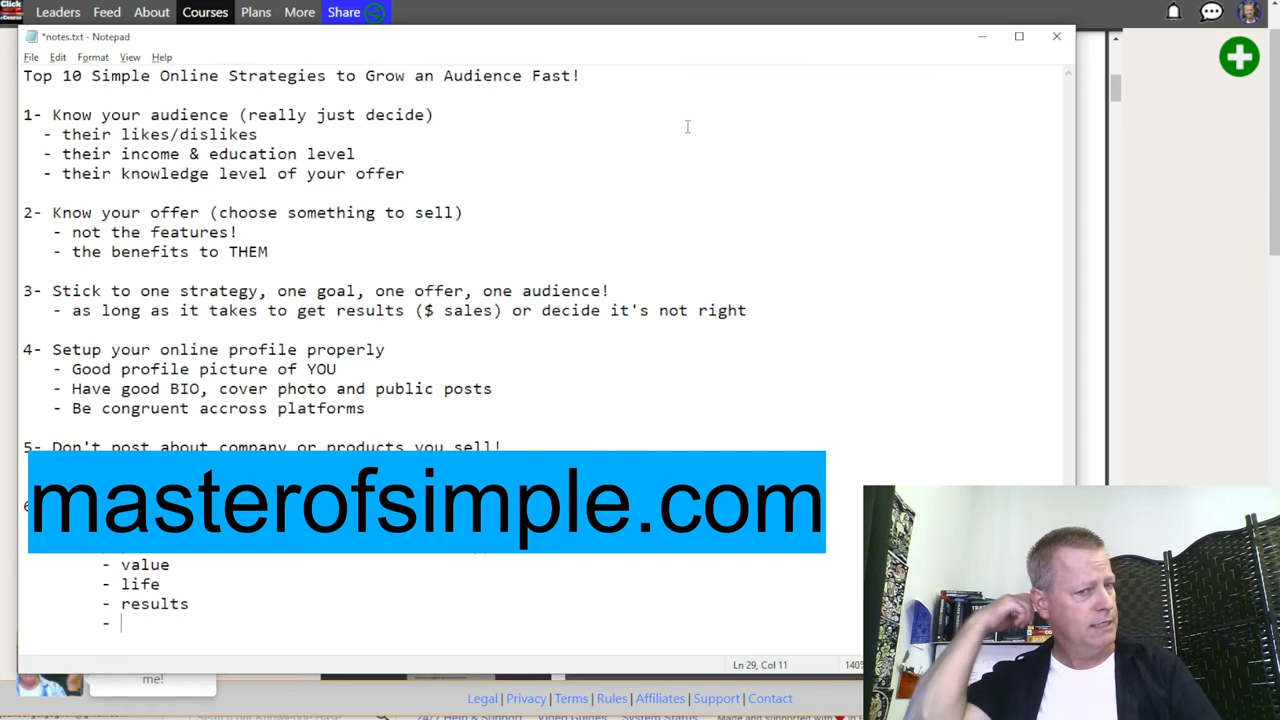 Click
Leaders Feed About Courses Plans More Share
*notes.txt - Notepad
File Edit Format View Help
Top 10 Simple Online Strategies to Grow an Audience Fast!
1- Know your audience (really just decide)
- their likes/dislikes
- their income & education level
- their knowledge level of your offer
2- Know your offer (choose something to sell)
- not the features!
- the benefits to THEM
3- Stick to one strategy, one goal, one offer, one audience!
- as long as it takes to get results ($ sales) or decide it's not right
4- Setup your online profile properly
- Good profile picture of YOU
- Have good BIO, cover photo and public posts
- Be congruent accross platforms
5- Don't post about company or products you sell!
masterofsimple.com
- value
- life
- results
-
Ln 29, Col 11 140%
me!
Legal | Privacy | Terms | Rules | Affiliates | Support | Contact